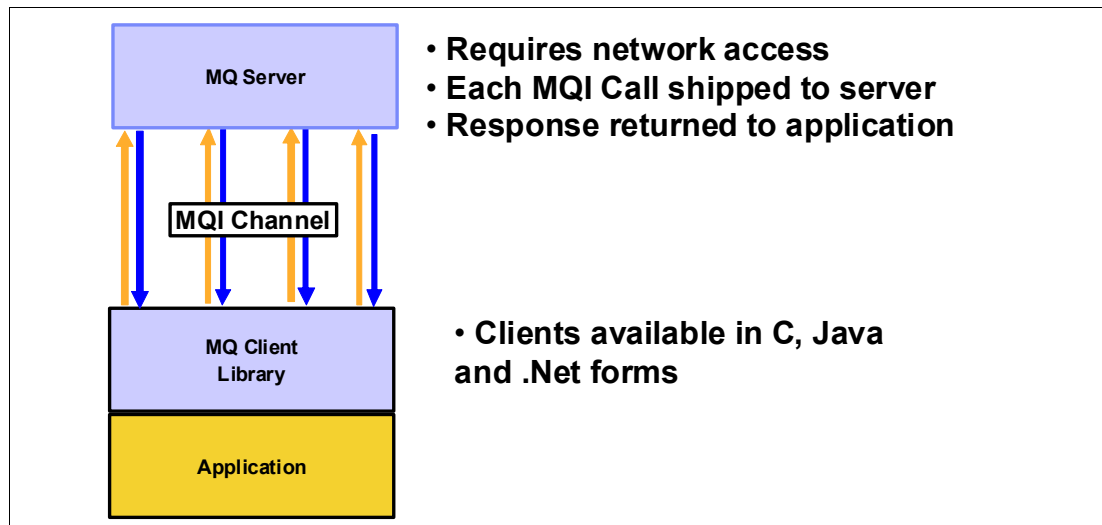 MQ Server
• Requires network access
• Each MQI Call shipped to server
• Response returned to application
MQI Channel
MQ Client
Library
• Clients available in C, Java
and .Net forms
Application